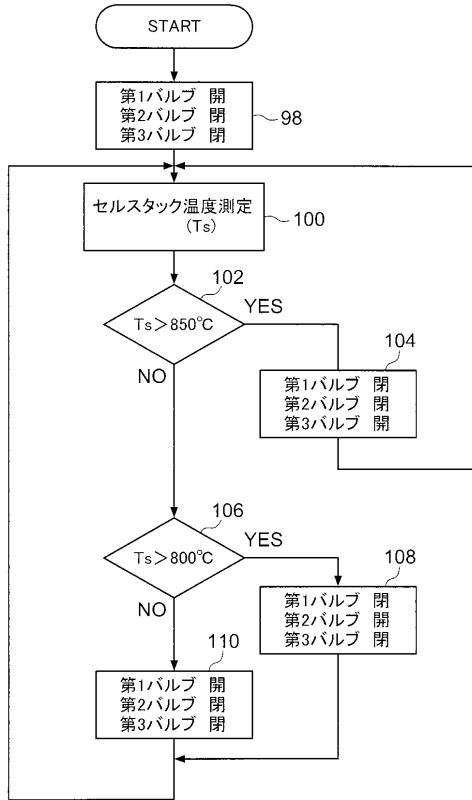 START
第1バルブ 開
第2バルブ 閉
第3バルブ 閉
98
セルスタック温度測定
(Ts)
100
102
Ts＞850℃
YES
NO
104
第1バルブ 閉
第2バルブ 閉
第3バルブ 開
106
Ts＞800℃
YES
NO
108
第1バルブ 閉
第2バルブ 開
第3バルブ 閉
110
第1バルブ 開
第2バルブ 閉
第3バルブ 閉